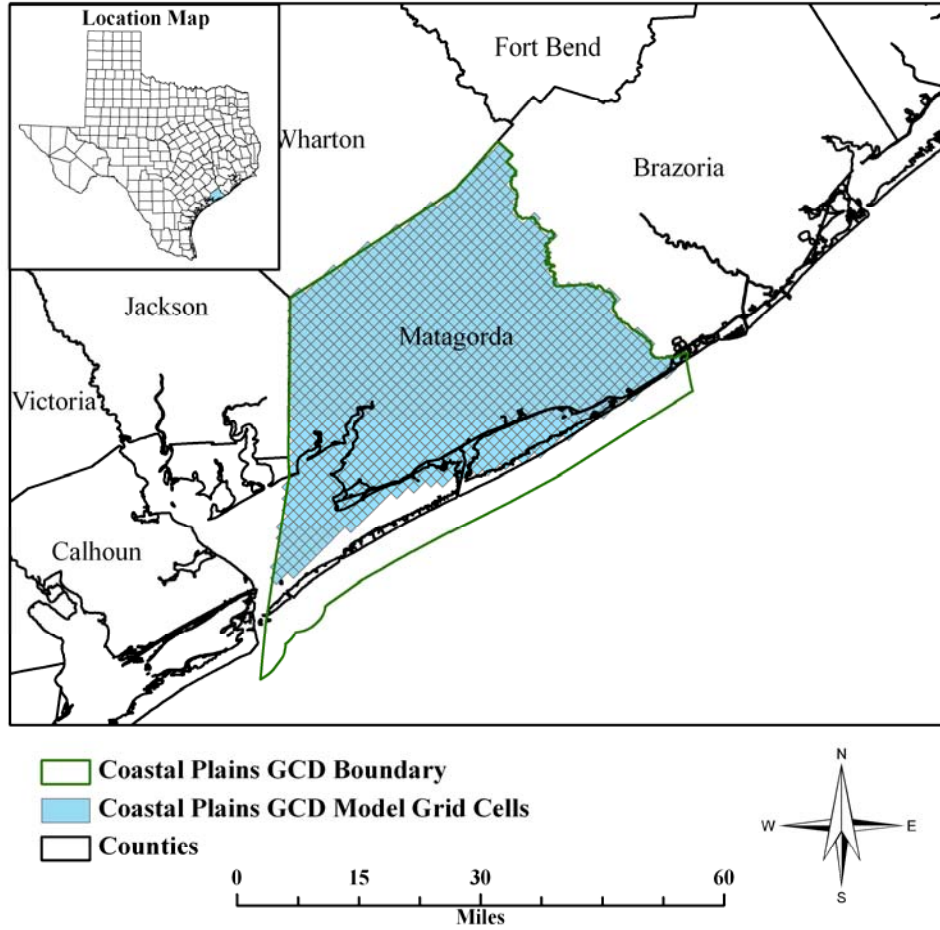 Location Map
Fort Bend
Wharton
Brazoria
Jackson
Matagorda
Victoria
Calhoun
Coastal Plains GCD Boundary
Coastal Plains GCD Model Grid Cells
Counties
N
W
E
S
0 15 30 60
Miles